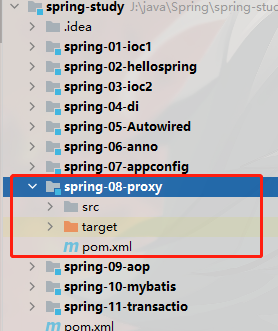 spring-study J:\java\Spring\spring-stu
.idea
spring-01-ioc1
spring-02-hellospring
spring-03-ioc2
spring-04-di
spring-05-Autowired
spring-06-anno
spring-07-appconfig
spring-08-proxy
src
target
pom.xml
spring-09-aop
spring-10-mybatis
spring-11-transactio
pom.xml